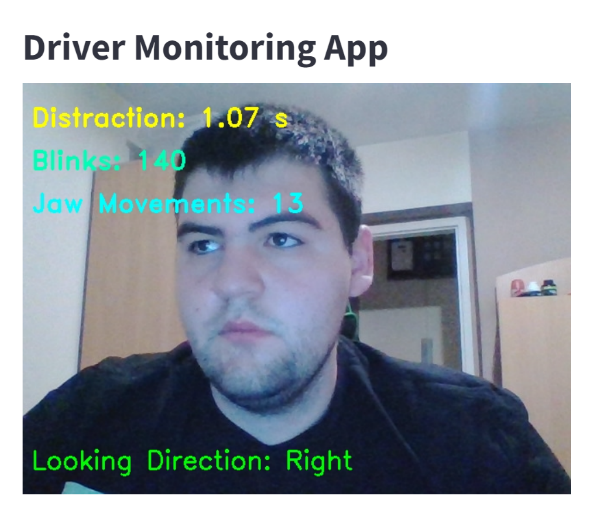 Driver Monitoring App
Distraction: 1.07 s
Blinks: 140
Jaw Movements: 13
Looking Direction: Right